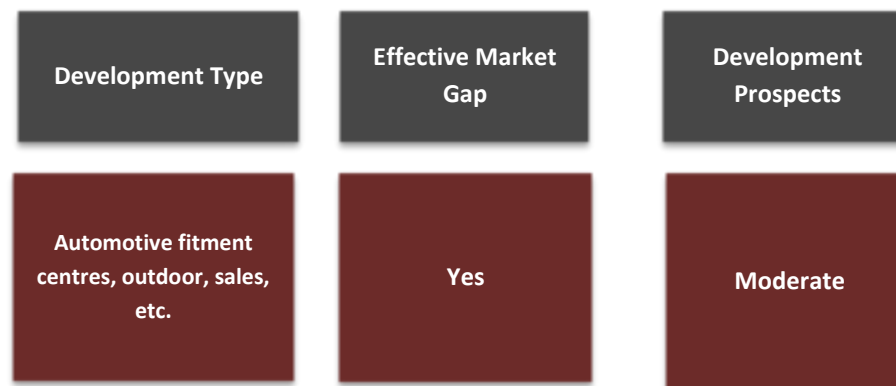 Development Type
Effective Market
Gap
Development
Prospects
Automotive fitment
centres, outdoor, sales,
etc.
Yes
Moderate